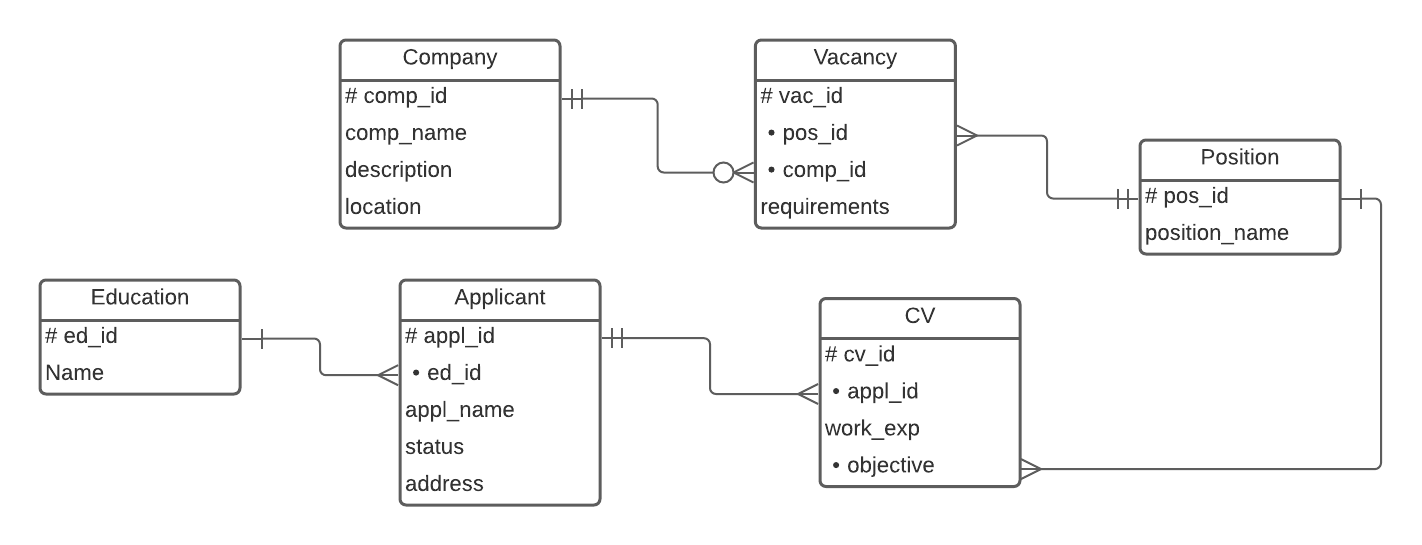 Company
# comp_id
comp_name
description
location
Vacancy
# vac_id
• pos_id
• comp_id
requirements
Position
# pos_id
position_name
Education
# ed_id
Name
Applicant
# appl_id
• ed_id
appl_name
status
address
CV
# cv_id
• appl_id
work_exp
• objective